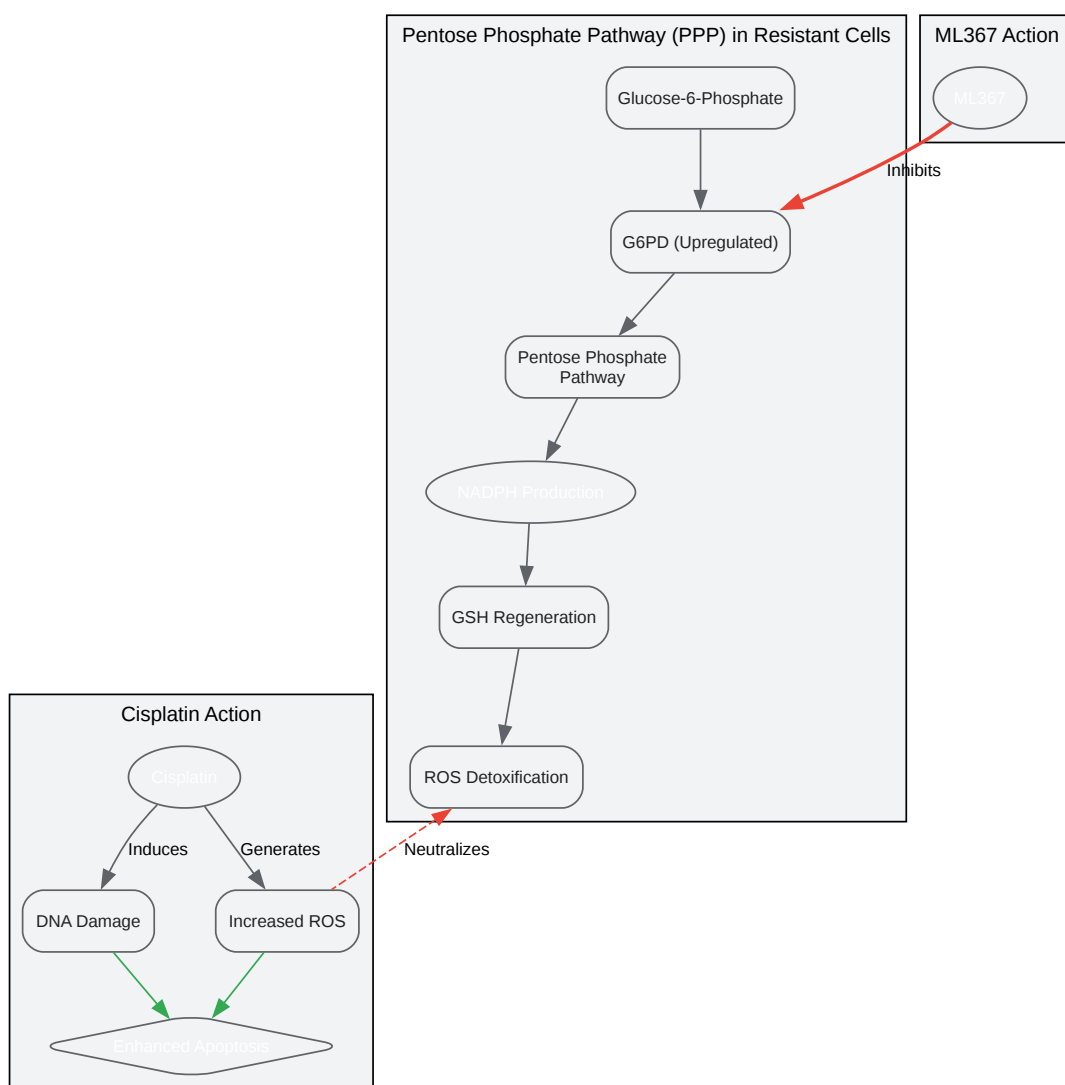 Pentose Phosphate Pathway (PPP) in Resistant Cells
ML367 Action
Glucose-6-Phosphate
ML367
Inhibits
G6PD (Upregulated)
Pentose Phosphate
Pathway
NADPH Production
GSH Regeneration
Cisplatin Action
Cisplatin
ROS Detoxification
Induces
Generates
Neutralizes
DNA Damage
Increased ROS
Enhanced Apoptosis